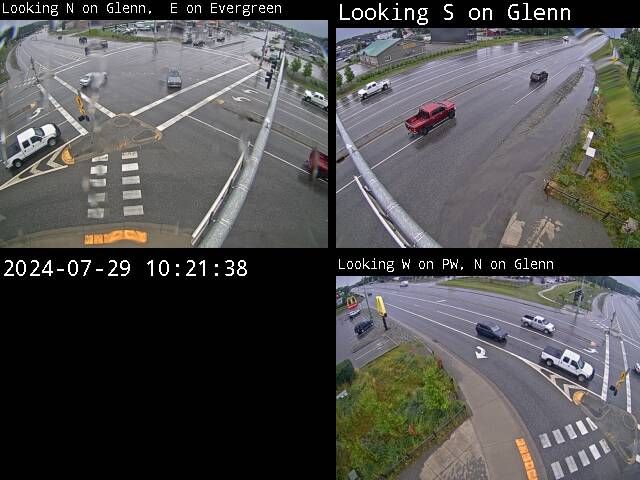 Looking N on Glenn,  E on Evergreen
Looking S on Glenn
2024-07-29 10:21:38
Looking W on PW, N on Glenn